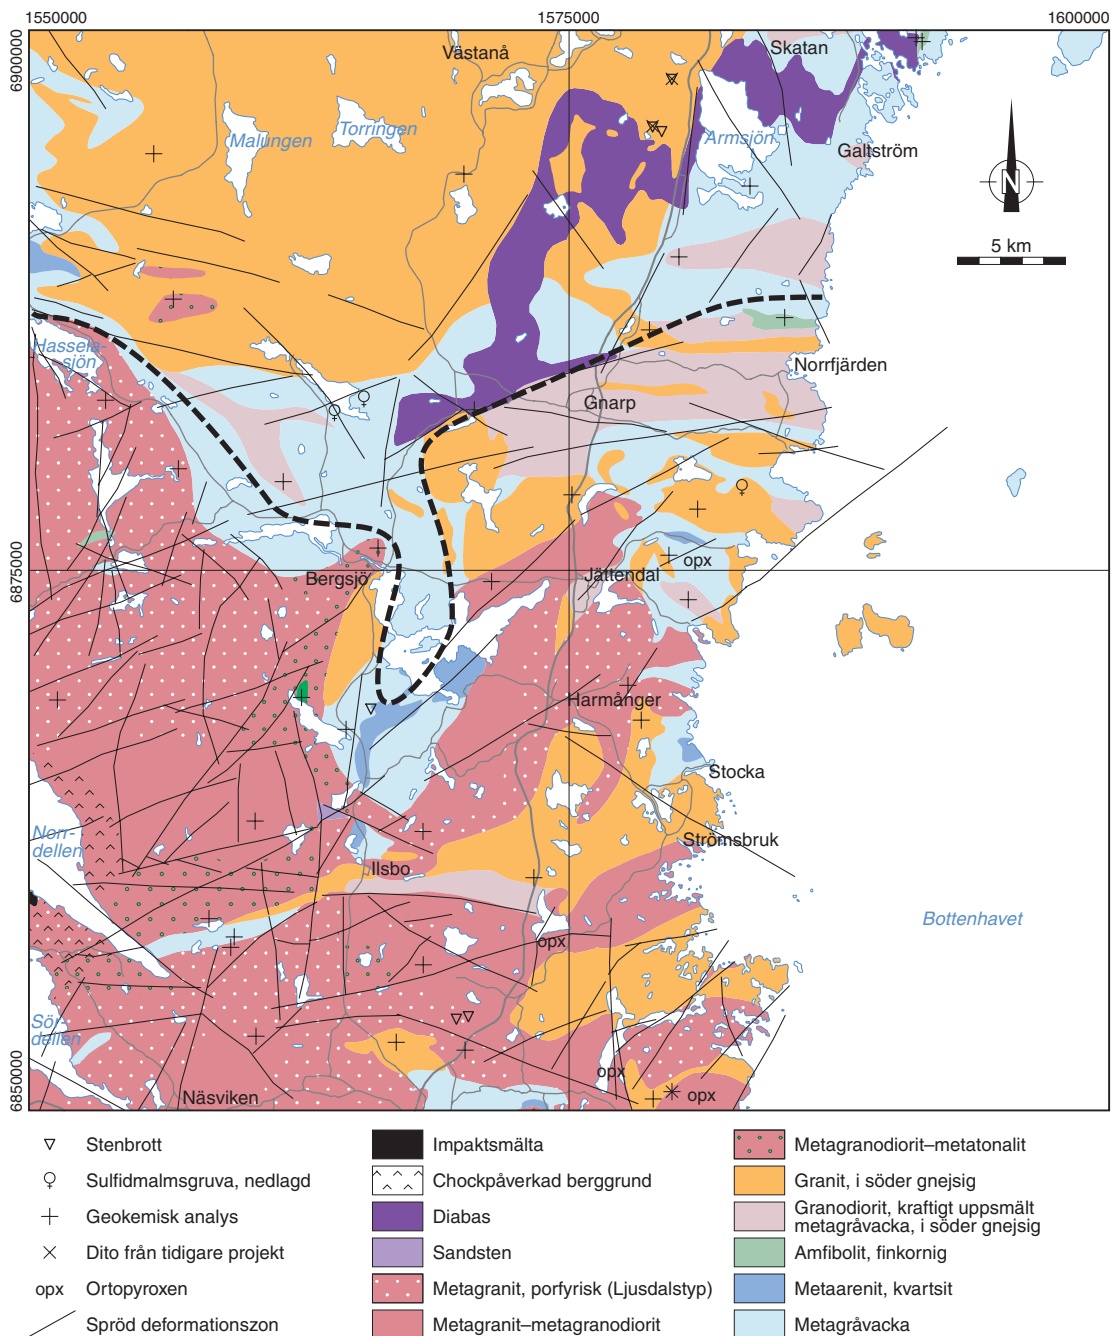 1550000
1575000
1600000
6900000
Västanå
Skatan
Malungen
Torringen
Armsjön
Galtström
N
5 km
Hassela-
sjön
Norrfjärden
Gnarp
6875000
Bergsjö
Jättendal
opx
Harmånger
Stocka
Norr-
dellen
Strömsbruk
Ilsbo
Bottenhavet
opx
Sör-
dellen
opx
opx
6850000
Näsviken
Stenbrott
Sulfidmalmsgruva, nedlagd
Geokemisk analys
Dito från tidigare projekt
opx Ortopyroxen
Spröd deformationszon
Impaktsmälta
Chockpåverkad berggrund
Diabas
Sandsten
Metagranit, porfyrisk (Ljusdalstyp)
Metagranit–metagranodiorit
Metagranodiorit–metatonalit
Granit, i söder gnejsig
Granodiorit, kraftigt uppsmält
metagråvacka, i söder gnejsig
Amfibolit, finkornig
Metaarenit, kvartsit
Metagråvacka